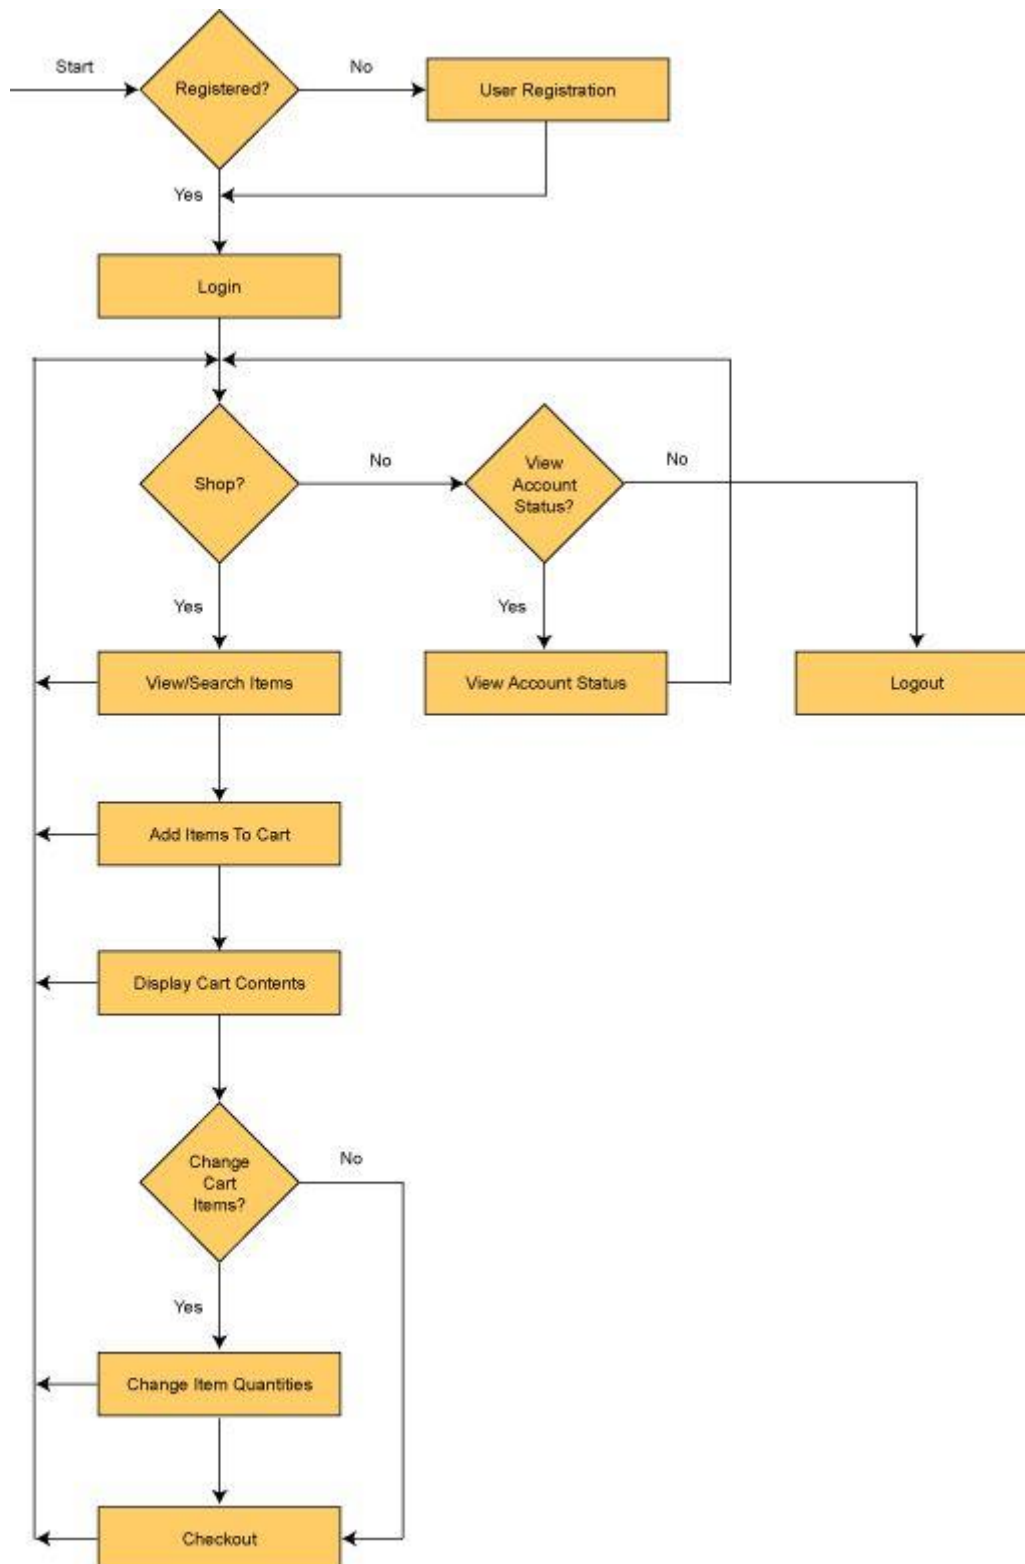 Start
Registered?
No
User Registration
Yes
Login
Shop?
No
View
Account
Status?
No
Yes
Yes
View/Search Items
View Account Status
Logout
Add Items To Cart
Display Cart Contents
Change
Cart
Items?
No
Yes
Change Item Quantities
Checkout